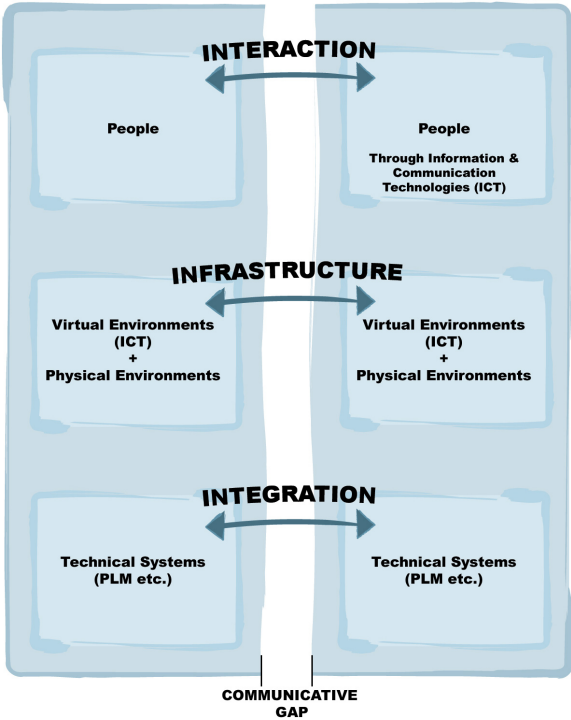 INTERACTION
People
People
Through Information &
Communication
Technologies (ICT)
INFRASTRUCTURE
Virtual Environments
(ICT)
+
Physical Environments
Virtual Environments
(ICT)
+
Physical Environments
INTEGRATION
Technical Systems
(PLM etc.)
Technical Systems
(PLM etc.)
COMMUNICATIVE
GAP